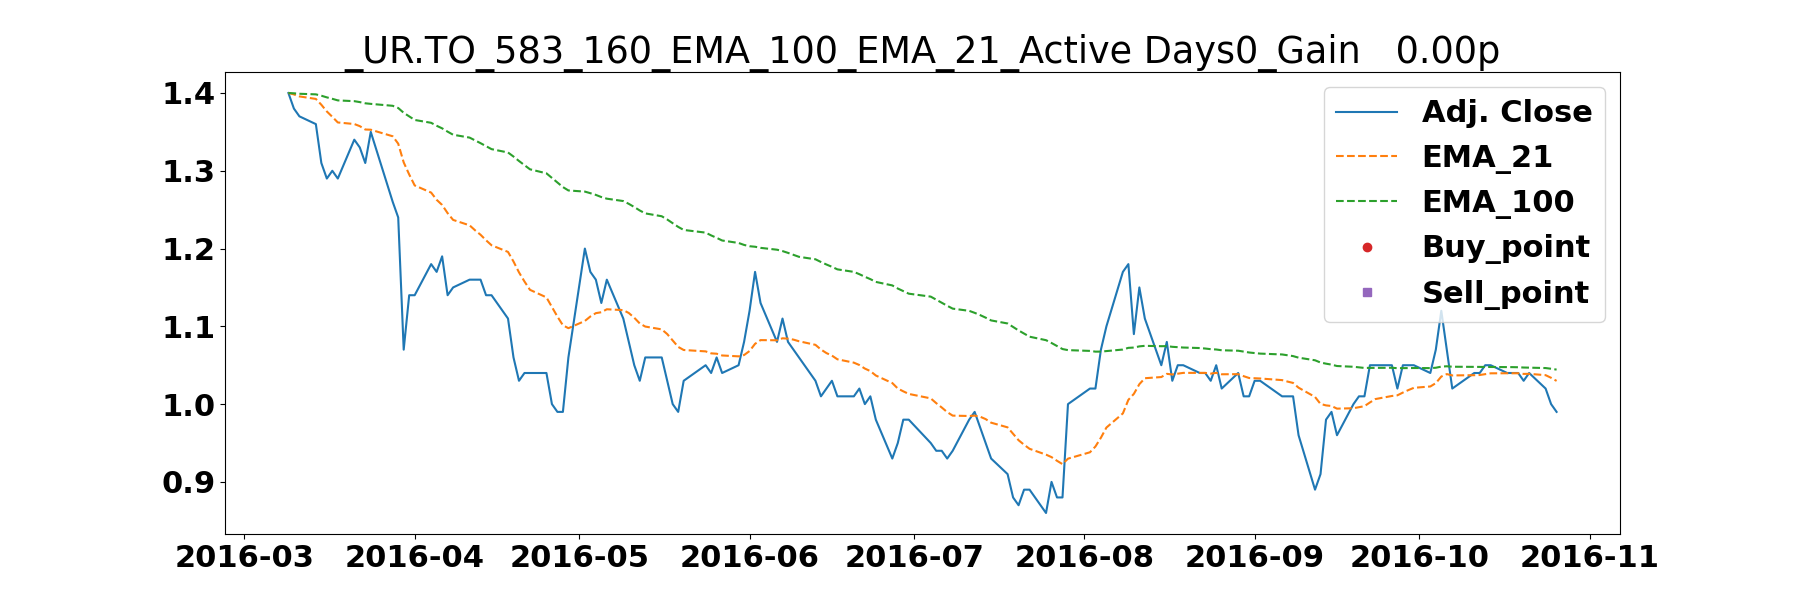 _UR.TO_583_160_EMA_100_EMA_21_Active Days0_Gain   0.00p
1.4
1.3
1.2
1.1
1.0
0.9
Adj. Close
EMA_21
EMA_100
Buy_point
Sell_point
2016-03 2016-04 2016-05 2016-06 2016-07 2016-08 2016-09 2016-10 2016-11